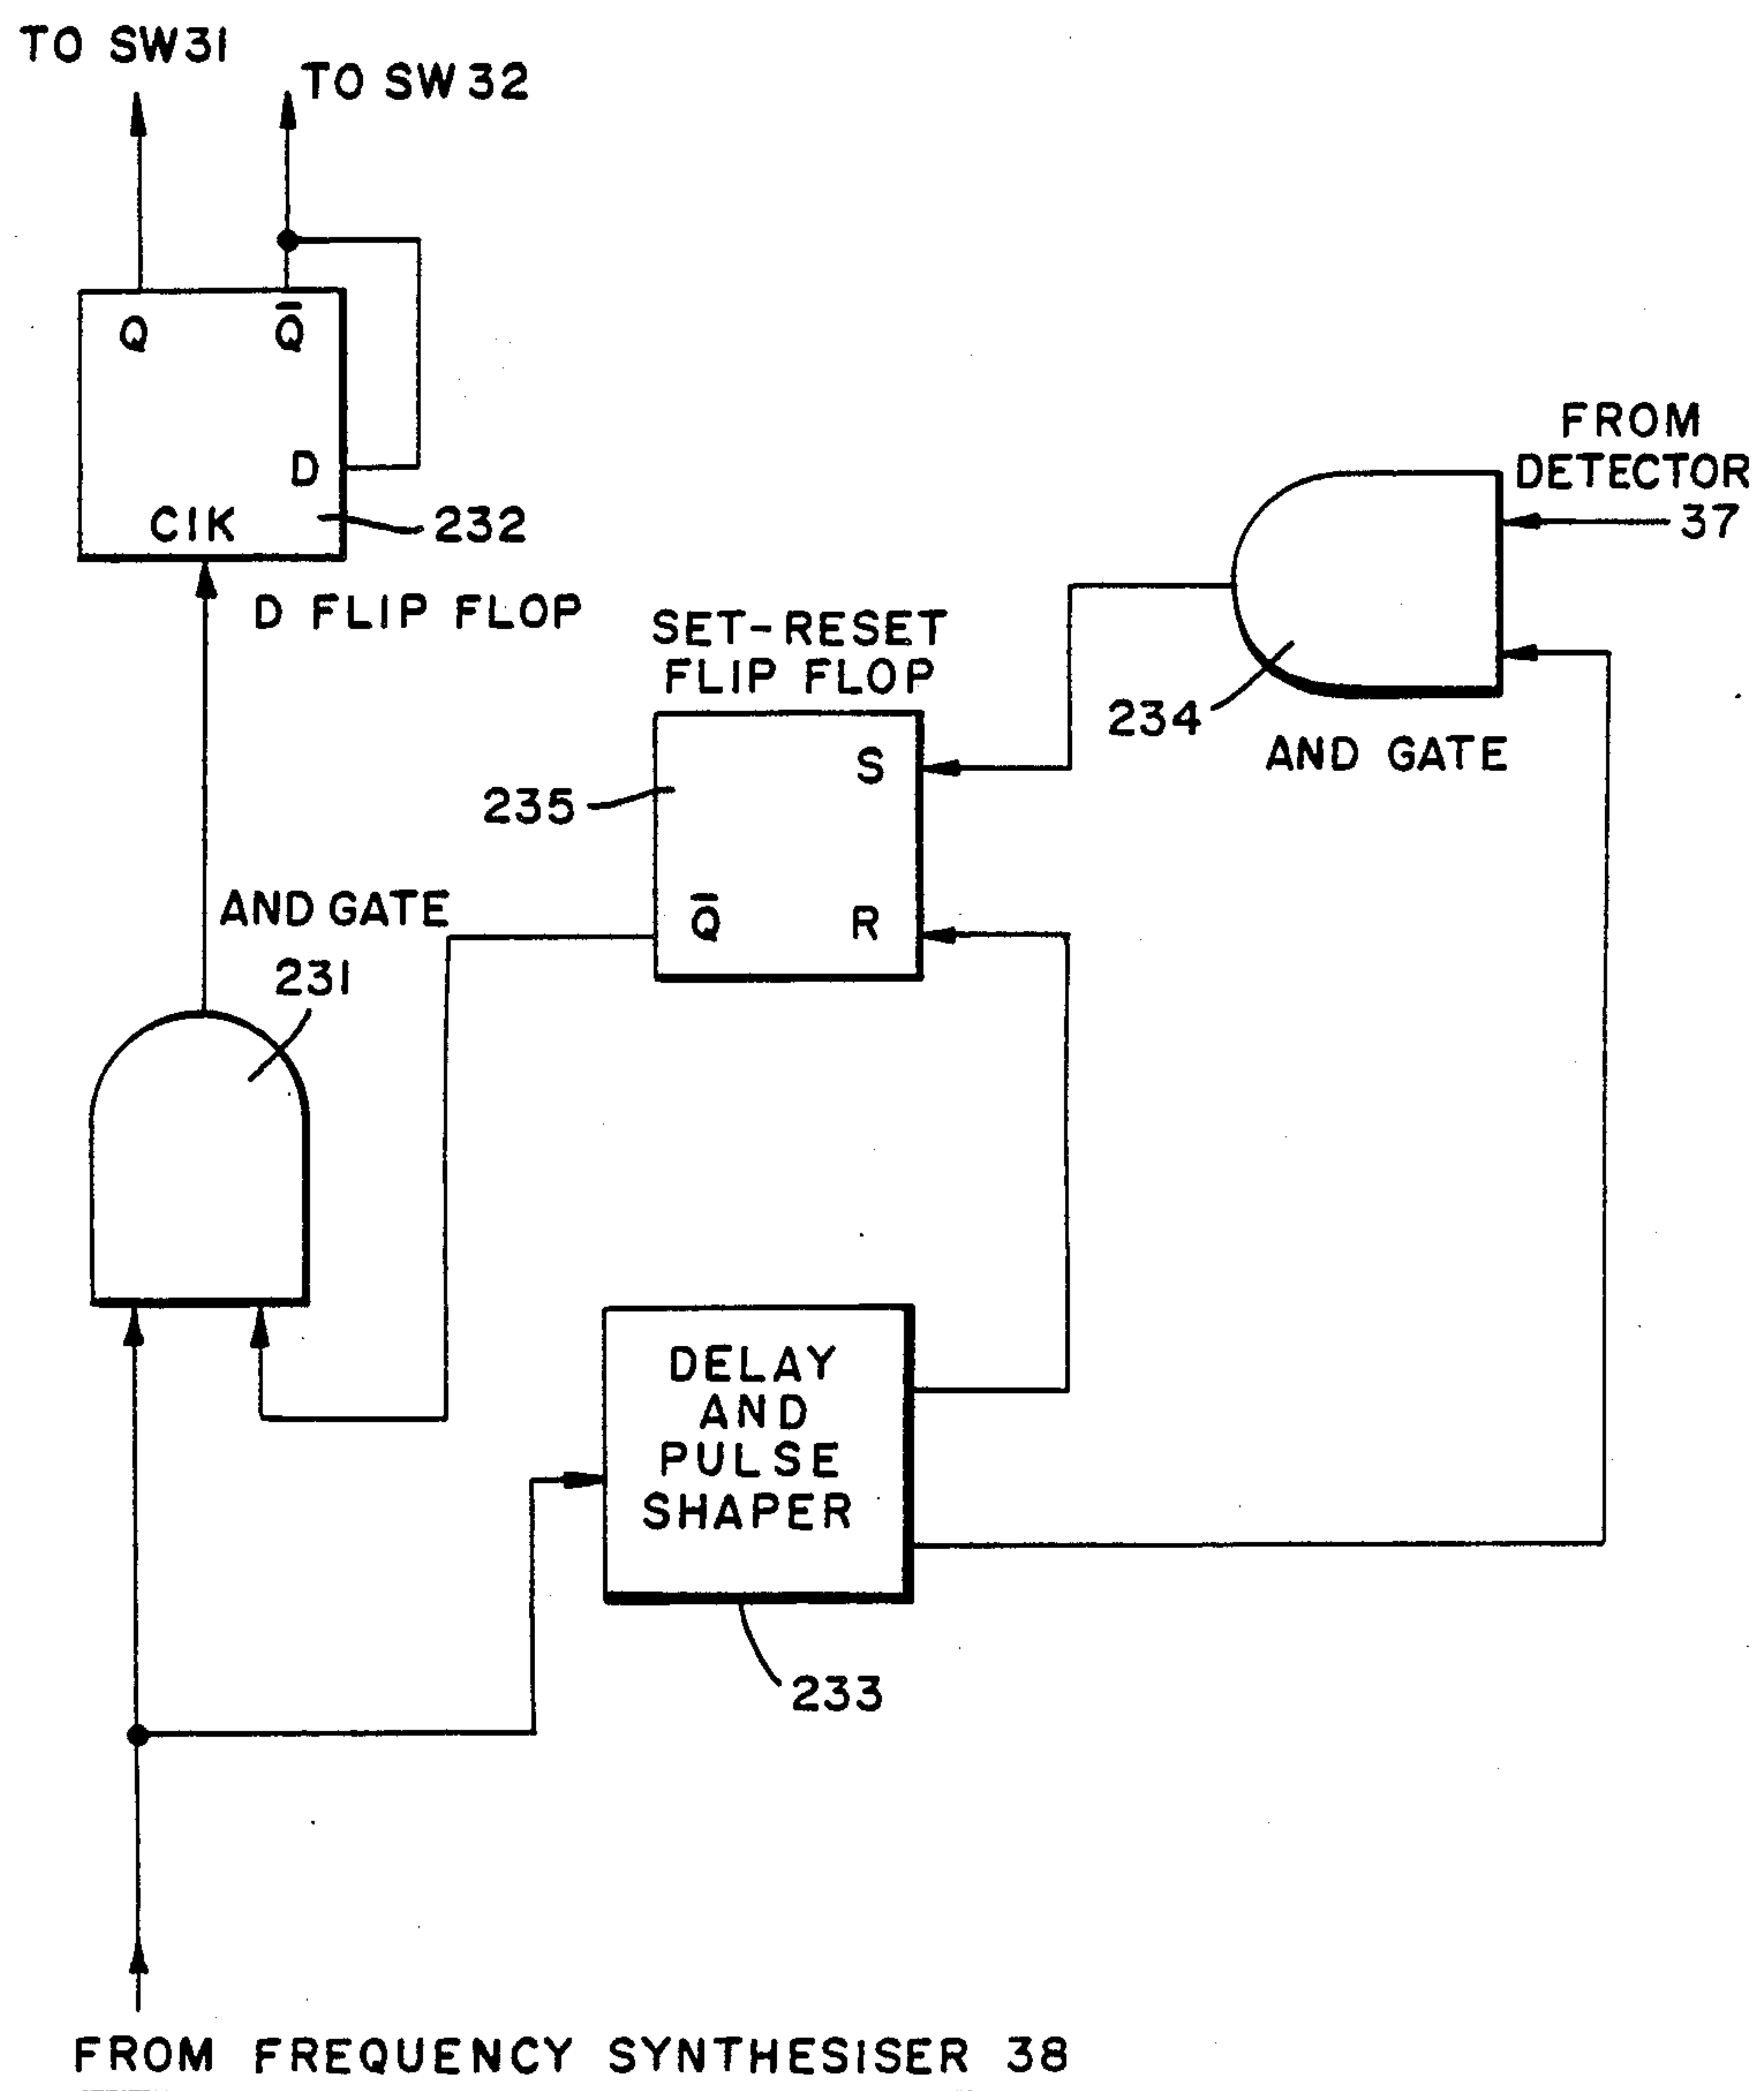 TO SW31
TO SW32
Q
Q̅
D
C1K
232
D FLIP FLOP
FROM
DETECTOR
37
SET-RESET
FLIP FLOP
234
AND GATE
S
235
Q̅
R
AND GATE
231
DELAY
AND
PULSE
SHAPER
233
FROM FREQUENCY SYNTHESISER 38